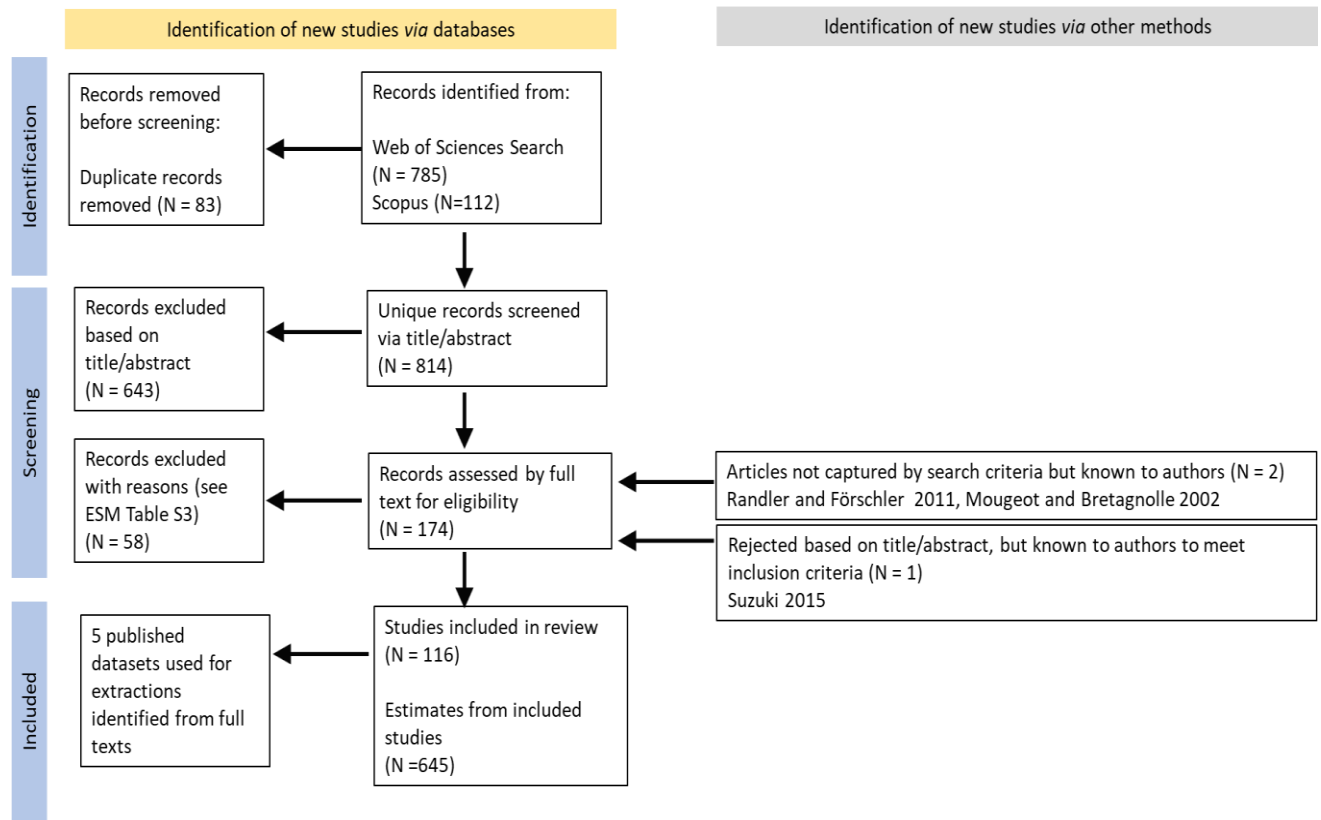 Identification of new studies via databases
Identification of new studies via other methods
Identification
Records removed
before screening:
Duplicate records
removed (N = 83)
Records identified from:
Web of Sciences Search
(N = 785)
Scopus (N=112)
Screening
Records excluded
based on
title/abstract
(N = 643)
Unique records screened
via title/abstract
(N = 814)
Records excluded
with reasons (see
ESM Table S3)
(N = 58)
Records assessed by full
text for eligibility
(N = 174)
Articles not captured by search criteria but known to authors (N = 2)
Randler and Förschler 2011, Mougeot and Bretagnolle 2002
Rejected based on title/abstract, but known to authors to meet
inclusion criteria (N = 1)
Suzuki 2015
Included
5 published
datasets used for
extractions
identified from full
texts
Studies included in review
(N = 116)
Estimates from included
studies
(N =645)